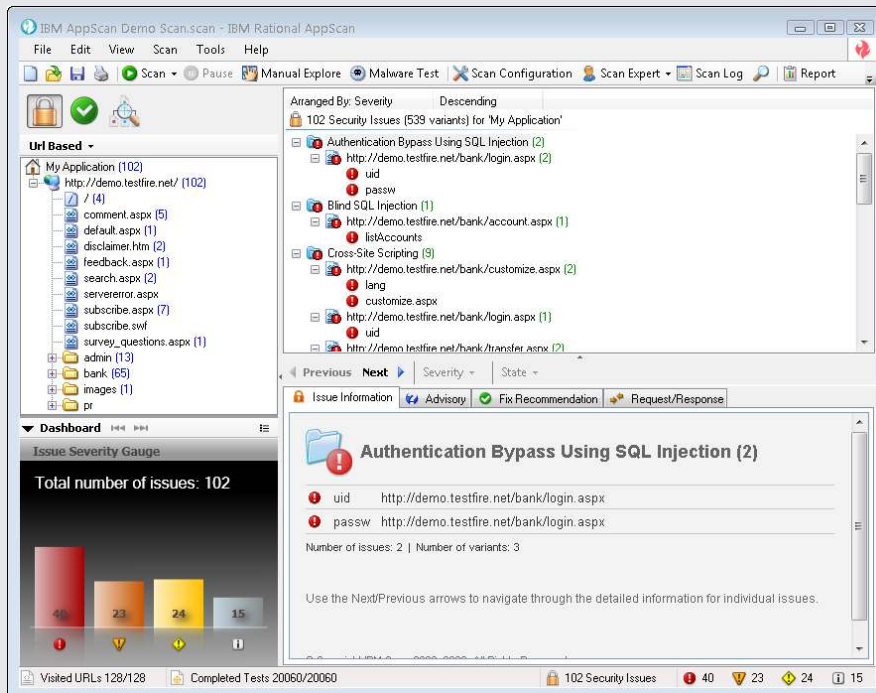 IBM AppScan Demo Scan.scan - IBM Rational AppScan
File Edit View Scan Tools Help
Scan Pause Manual Explore Malware Test Scan Configuration Scan Expert Scan Log Report
Arranged By: Severity Descending
102 Security Issues (539 variants) for 'My Application'
Url Based
My Application (102)
http://demo.testfire.net/ (102)
/ (4)
comment.aspx (5)
default.aspx (1)
disclaimer.htm (2)
feedback.aspx (1)
search.aspx (2)
servererror.aspx
subscribe.aspx (7)
subscribe.swf
survey_questions.aspx (1)
admin (13)
bank (65)
images (1)
pr
Authentication Bypass Using SQL Injection (2)
http://demo.testfire.net/bank/login.aspx (2)
uid
passw
Blind SQL Injection (1)
http://demo.testfire.net/bank/account.aspx (1)
listAccounts
Cross-Site Scripting (9)
http://demo.testfire.net/bank/customize.aspx (2)
lang
customize.aspx
http://demo.testfire.net/bank/login.aspx (1)
uid
http://demo.testfire.net/bank/transfer.aspx (2)
Previous Next Severity State
Issue Information Advisory Fix Recommendation Request/Response
Dashboard
Issue Severity Gauge
Total number of issues: 102
40 23 24 15
Authentication Bypass Using SQL Injection (2)
uid http://demo.testfire.net/bank/login.aspx
passw http://demo.testfire.net/bank/login.aspx
Number of issues: 2 | Number of variants: 3
Use the Next/Previous arrows to navigate through the detailed information for individual issues.
Visited URLs 128/128 Completed Tests 20060/20060 102 Security Issues 40 23 24 15